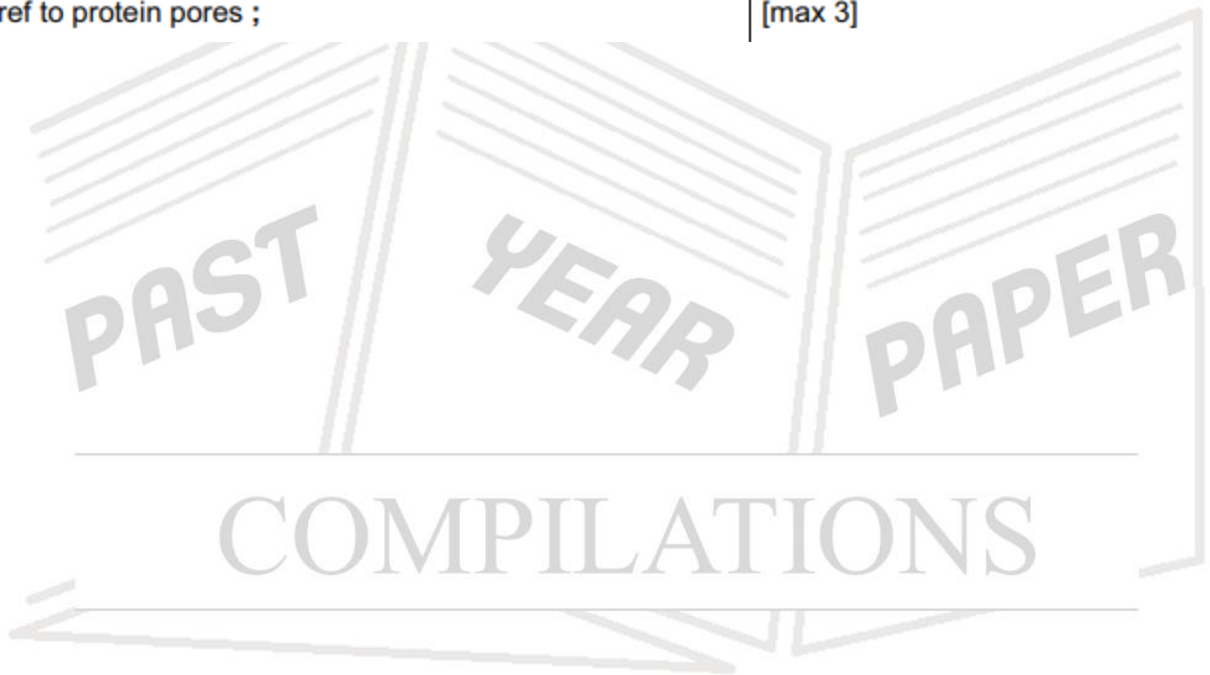 ref to protein pores ; [max 3]
PAST YEAR PAPER
COMPILATIONS